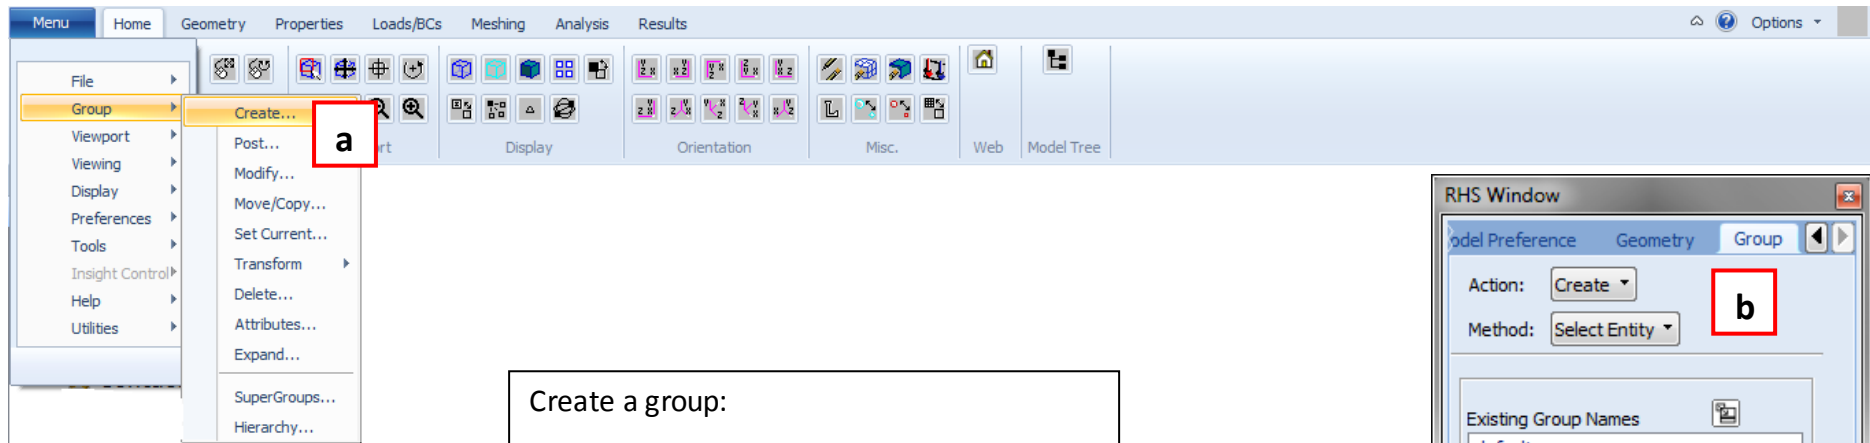 Menu Home Geometry Properties Loads/BCs Meshing Analysis Results Options
File
Group
Viewport
Viewing
Display
Preferences
Tools
Insight Control
Help
Utilities
Create...
Post...
Modify...
Move/Copy...
Set Current...
Transform
Delete...
Attributes...
Expand...
SuperGroups...
Hierarchy...
a
Display Orientation Misc. Web Model Tree
Create a group:
RHS Window
Preference Geometry Group
Action: Create
Method: Select Entity
b
Existing Group Names